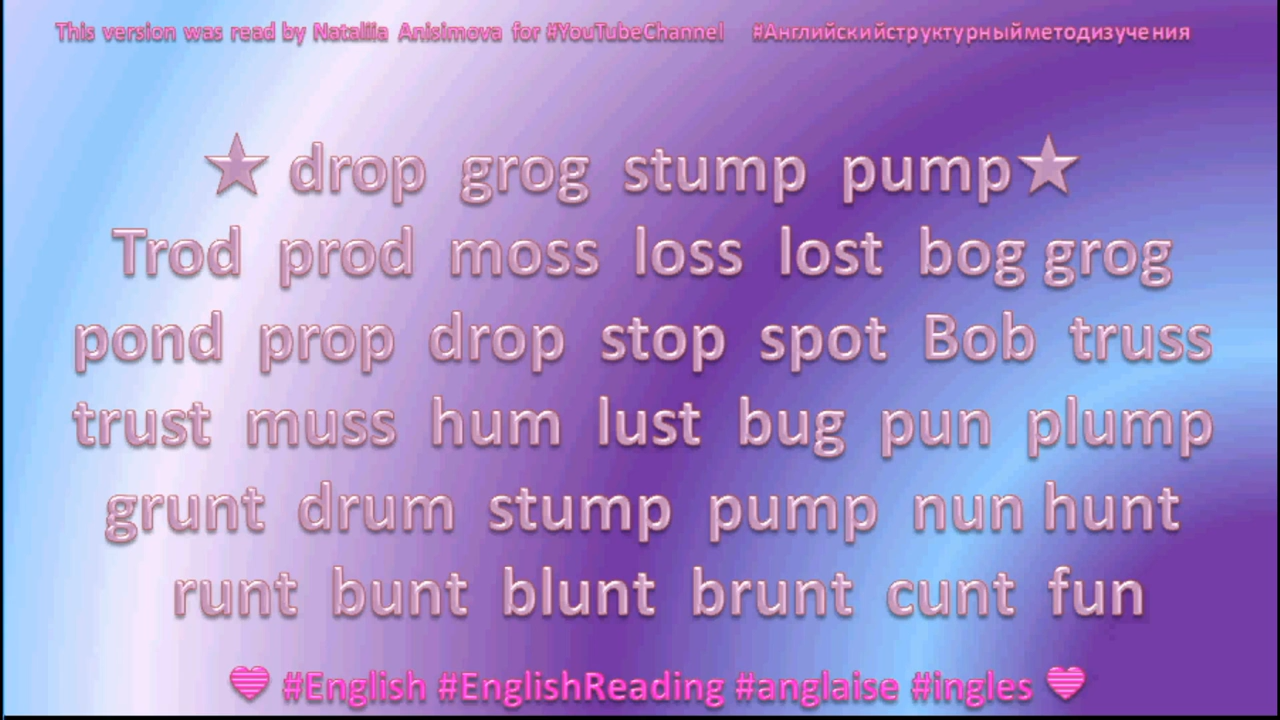 This version was read by Nataliia Anisimova for #YouTubeChannel #Английскийструктурныйметодизучения
★ drop grog stump pump★
Trod prod moss loss lost bog grog
pond prop drop stop spot Bob truss
trust muss hum lust bug pun plump
grunt drum stump pump nun hunt
runt bunt blunt brunt cunt fun
#English #EnglishReading #anglaise #ingles